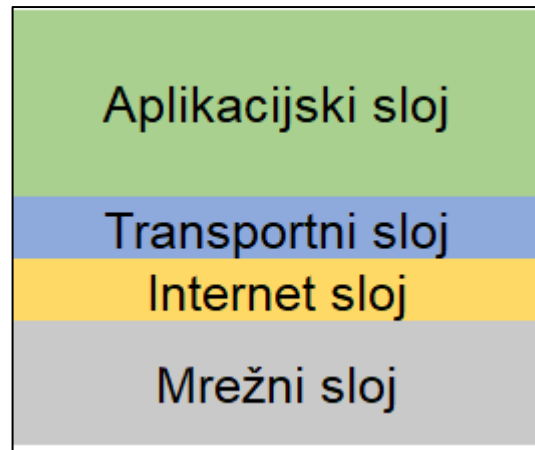 Aplikacijski sloj
Transportni sloj
Internet sloj
Mrežni sloj